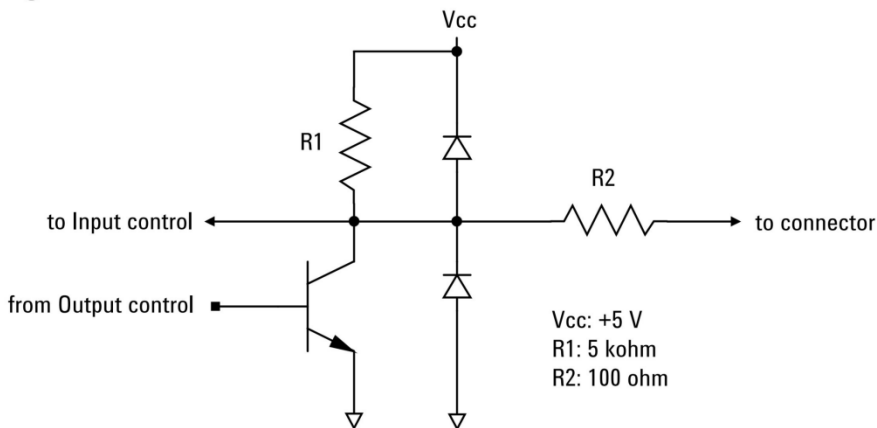 Vcc
R1
R2
to Input control
to connector
from Output control
Vcc: +5 V
R1: 5 kohm
R2: 100 ohm